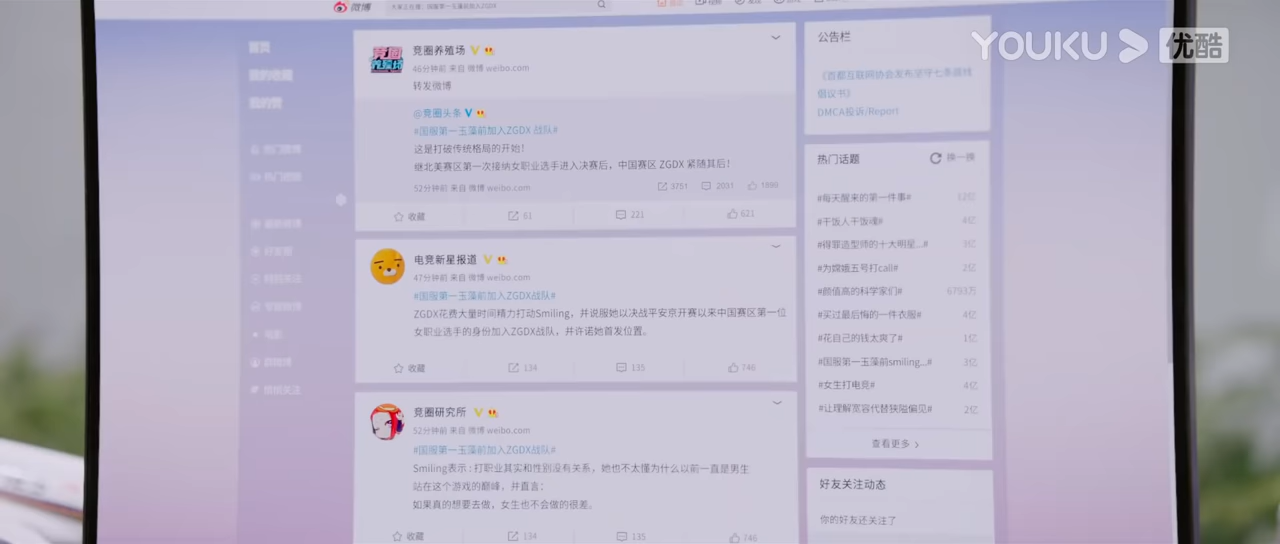 微博
YOUKU 优酷
首页
我的收藏
我的赞
竞圈养殖场
46分钟前 来自 微博 weibo.com
转发微博
@竞圈头条
#国服第一玉藻前加入ZGDX 战队#
这是打破传统格局的开始！
继北美赛区第一次接纳女职业选手进入决赛后，中国赛区 ZGDX 紧随其后！
52分钟前 来自 微博 weibo.com 3751 2031 1898
收藏 61 221 621
电竞新星报道
47分钟前 来自 微博 weibo.com
#国服第一玉藻前加入ZGDX战队#
ZGDX花费大量时间精力打动Smiling，并说服她以决战平安京开赛以来中国赛区第一位
女职业选手的身份加入ZGDX战队，并许诺她首发位置。
收藏 134 135 746
竞圈研究所
52分钟前 来自 微博 weibo.com
#国服第一玉藻前加入ZGDX战队#
Smiling表示：打职业其实和性别没有关系，她也不太懂为什么以前一直是男生
站在这个游戏的巅峰，并直言：
如果真的想要去做，女生也不会做的很差。
收藏 134 135 746
公告栏
《首都互联网协会发布坚守七条底线
倡议书》
DMCA投诉/Report
热门话题 换一换
#每天醒来的第一件事# 12亿
#干饭人干饭魂# 4亿
#得罪造型师的十大明星...# 3亿
#为嫦娥五号打call# 2亿
#颜值高的科学家们# 6793万
#买过最后悔的一件衣服# 4亿
#花自己的钱太爽了# 1亿
#国服第一玉藻前smiling...# 3亿
#女生打电竞# 4亿
#让理解宽容代替狭隘偏见# 2亿
查看更多
好友关注动态
你的好友还关注了